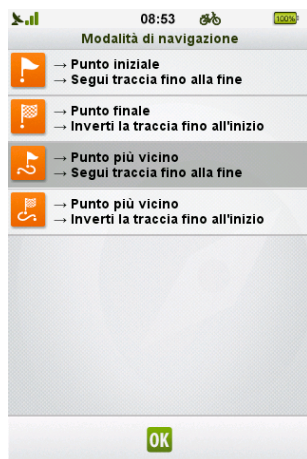 08:53 100%
Modalità di navigazione
→ Punto iniziale
→ Segui traccia fino alla fine
→ Punto finale
→ Inverti la traccia fino all'inizio
→ Punto più vicino
→ Segui traccia fino alla fine
→ Punto più vicino
→ Inverti la traccia fino all'inizio
OK